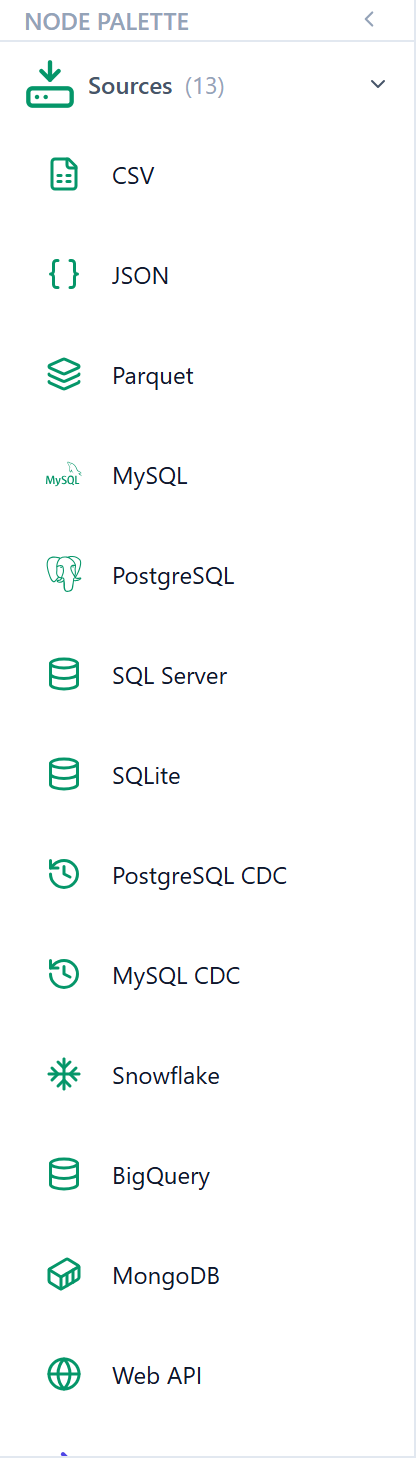 NODE PALETTE
Sources (13)
CSV
JSON
Parquet
MySQL MySQL
PostgreSQL
SQL Server
SQLite
PostgreSQL CDC
MySQL CDC
Snowflake
BigQuery
MongoDB
Web API